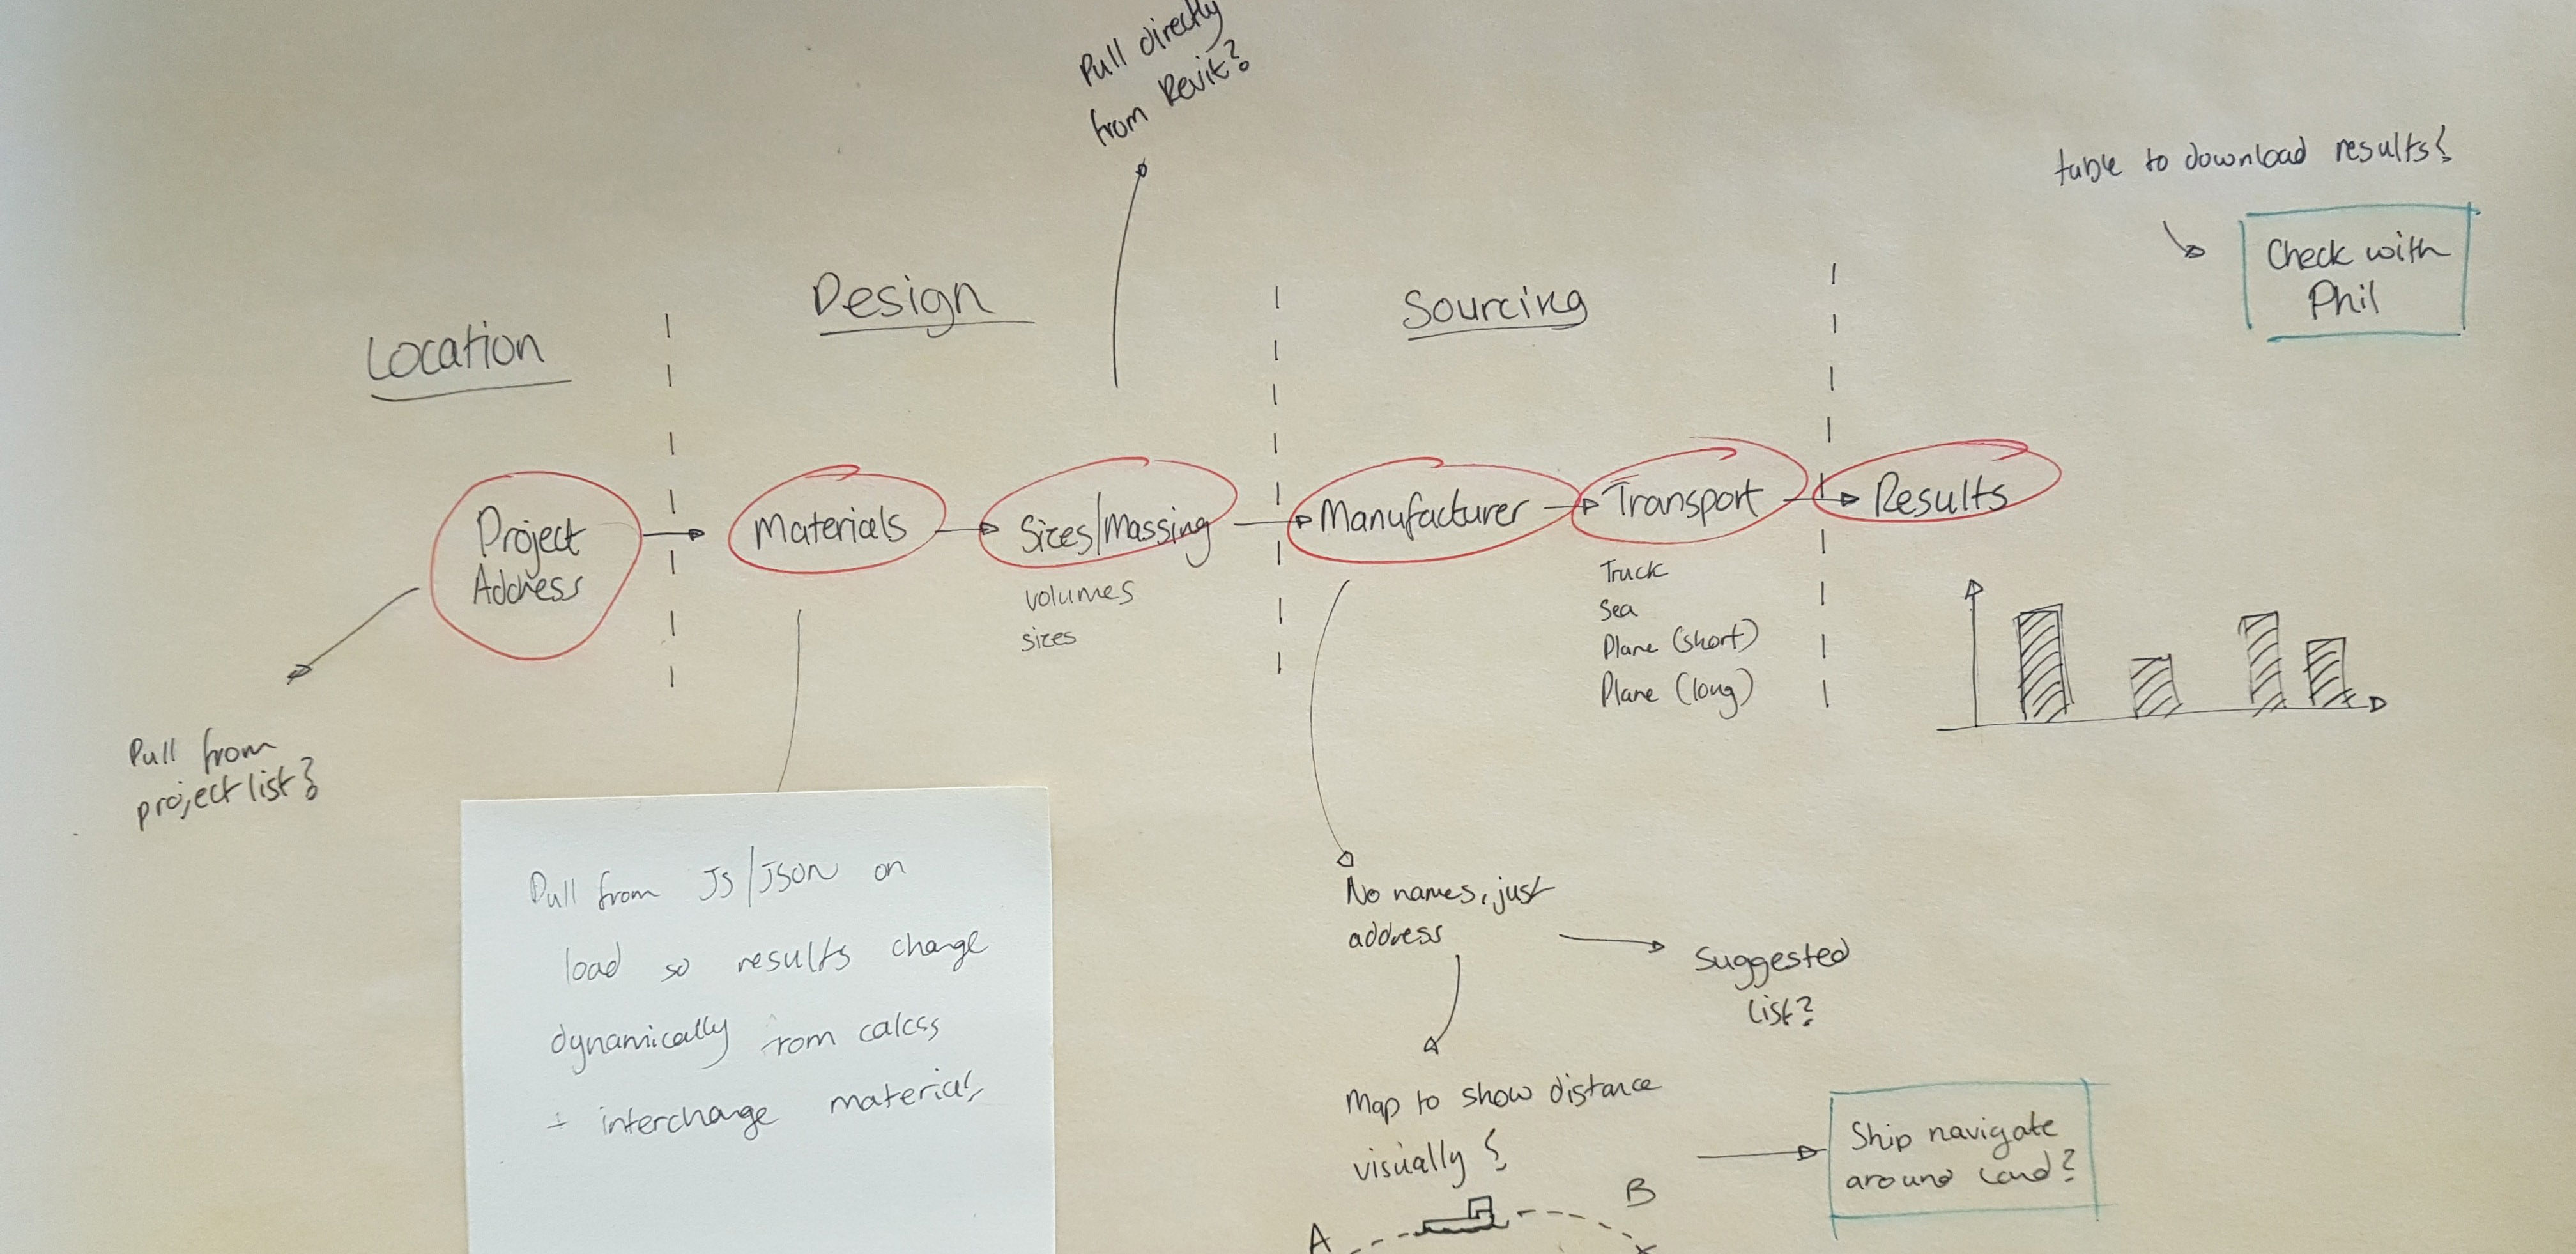 Pull directly
from Revit?
table to download results?
Check with
Phil
Location
Design
Sourcing
Project
Address
Materials
Sizes/Massing
volumes
sizes
Manufacturer
Transport
Truck
Sea
Plane (short)
Plane (long)
Results
Pull from
project list?
Pull from JS/JSON on
load so results change
dynamically from calcss
+ interchange materials
No names, just
address
Suggested
list?
Map to show distance
visually?
Ship navigate
around land?
A
B